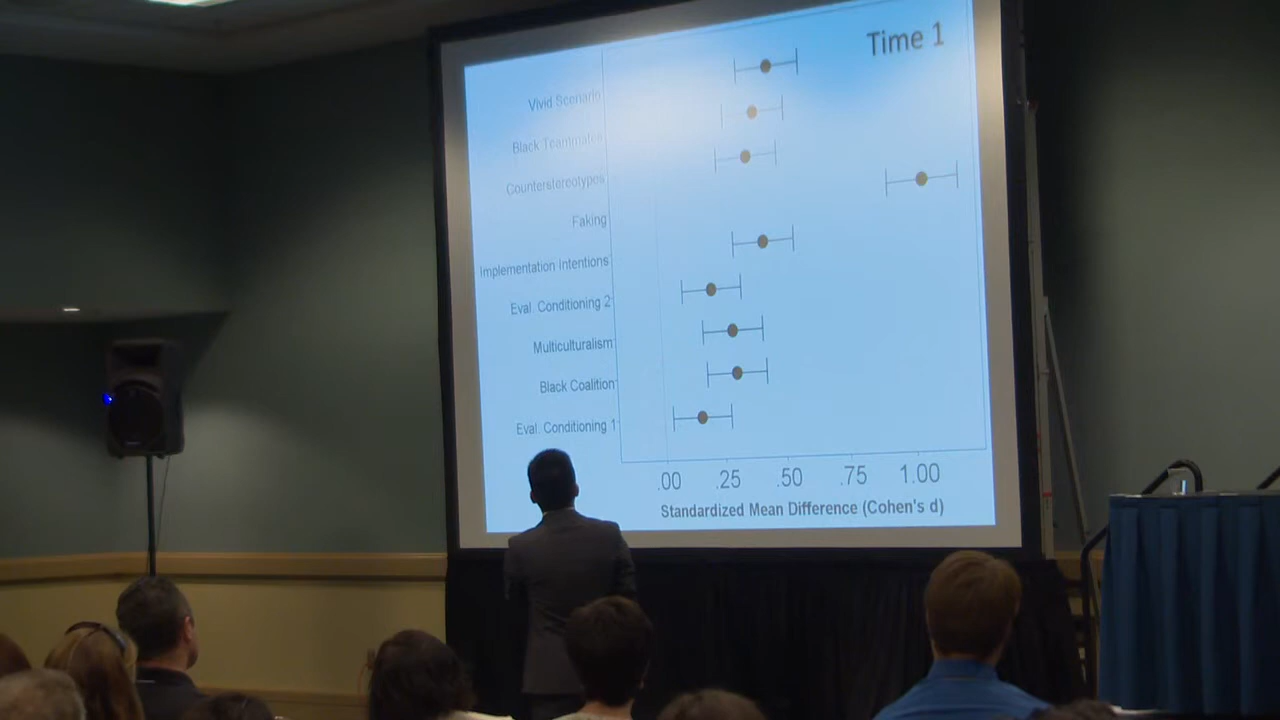 Time 1
Vivid Scenario
Black Teammates
Counterstereotypes
Faking
Implementation Intentions
Eval. Conditioning 2
Multiculturalism
Black Coalition
Eval. Conditioning 1
.00 .25 .50 .75 1.00
Standardized Mean Difference (Cohen's d)